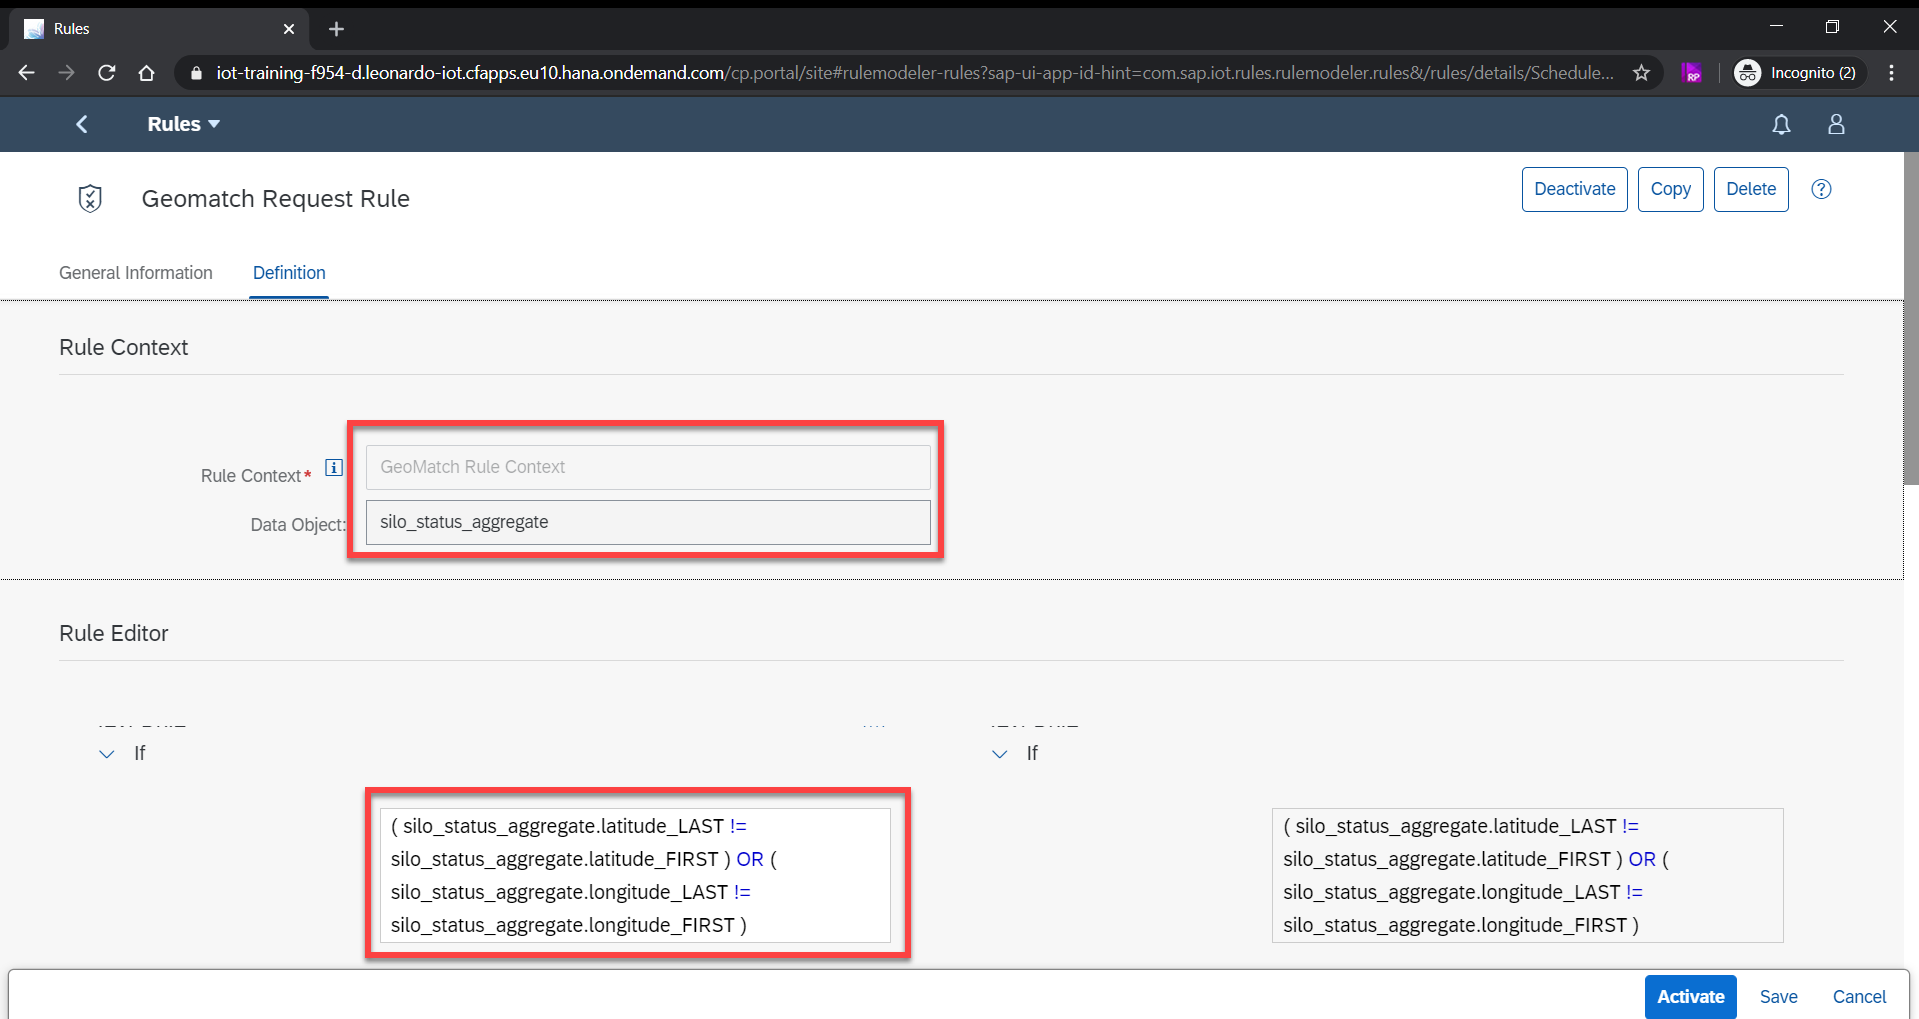 Rules
iot-training-f954-d.leonardo-iot.cfapps.eu10.hana.ondemand.com/cp.portal/site#rulemodeler-rules?sap-ui-app-id-hint=com.sap.iot.rules.rulemodeler.rules&/rules/details/Schedule...
RP
Incognito (2)
Rules
Geomatch Request Rule
Deactivate
Copy
Delete
?
General Information
Definition
Rule Context
Rule Context*
i
GeoMatch Rule Context
Data Object:
silo_status_aggregate
Rule Editor
If
If
( silo_status_aggregate.latitude_LAST !=
silo_status_aggregate.latitude_FIRST ) OR (
silo_status_aggregate.longitude_LAST !=
silo_status_aggregate.longitude_FIRST )
( silo_status_aggregate.latitude_LAST !=
silo_status_aggregate.latitude_FIRST ) OR (
silo_status_aggregate.longitude_LAST !=
silo_status_aggregate.longitude_FIRST )
Activate
Save
Cancel